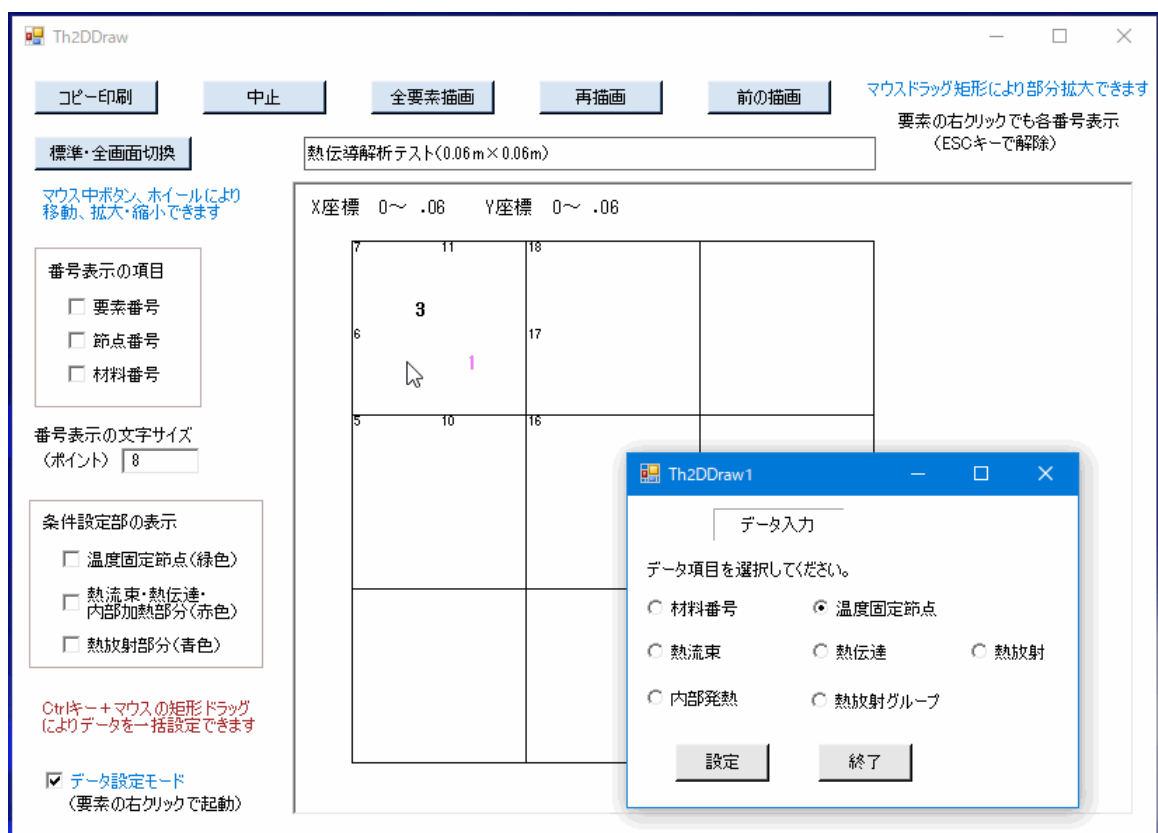 Th2DDraw
コピー印刷
中止
全要素描画
再描画
前の描画
マウスドラッグ矩形により部分拡大できます
要素の右クリックでも各番号表示
(ESCキーで解除)
標準・全画面切換
熱伝導解析テスト(0.06m×0.06m)
マウス中ボタン、ホイールにより
移動、拡大・縮小できます
X座標 0～ .06 Y座標 0～ .06
番号表示の項目
要素番号
節点番号
材料番号
番号表示の文字サイズ
(ポイント) 8
条件設定部の表示
温度固定節点(緑色)
熱流束・熱伝達・
内部加熱部分(赤色)
熱放射部分(青色)
Ctrlキー+マウスの矩形ドラッグ
によりデータを一括設定できます
データ設定モード
(要素の右クリックで起動)
7 11 18
3
6 17
1
5 10 16
Th2DDraw1
データ入力
データ項目を選択してください。
材料番号 温度固定節点
熱流束 熱伝達 熱放射
内部発熱 熱放射グループ
設定 終了